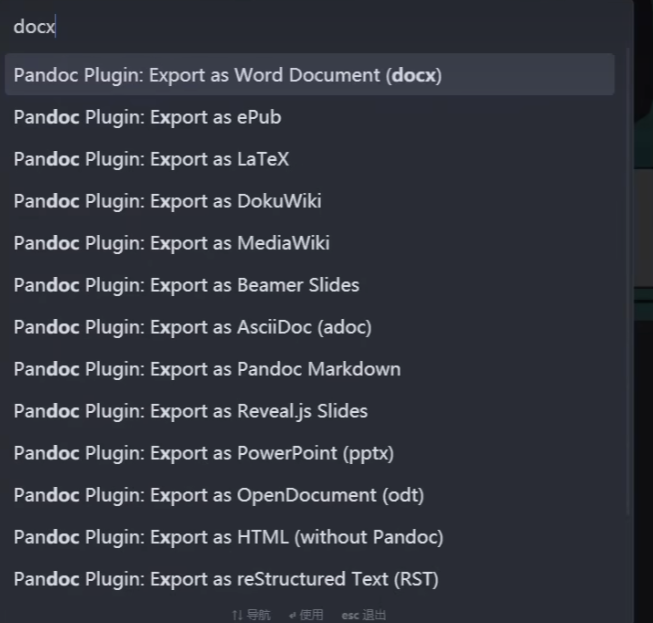 docx
Pandoc Plugin: Export as Word Document (docx)
Pandoc Plugin: Export as ePub
Pandoc Plugin: Export as LaTeX
Pandoc Plugin: Export as DokuWiki
Pandoc Plugin: Export as MediaWiki
Pandoc Plugin: Export as Beamer Slides
Pandoc Plugin: Export as AsciiDoc (adoc)
Pandoc Plugin: Export as Pandoc Markdown
Pandoc Plugin: Export as Reveal.js Slides
Pandoc Plugin: Export as PowerPoint (pptx)
Pandoc Plugin: Export as OpenDocument (odt)
Pandoc Plugin: Export as HTML (without Pandoc)
Pandoc Plugin: Export as reStructured Text (RST)
↑↓ 导航 ↵ 使用 esc 退出